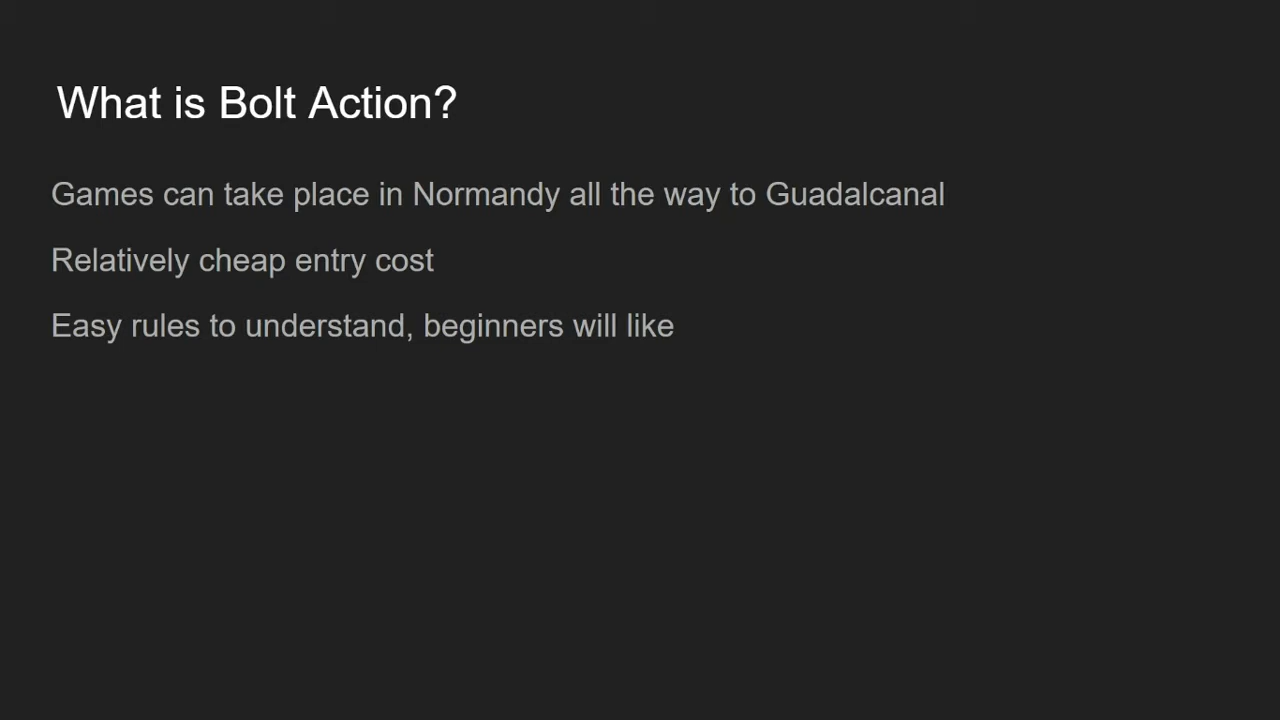 What is Bolt Action?
Games can take place in Normandy all the way to Guadalcanal
Relatively cheap entry cost
Easy rules to understand, beginners will like